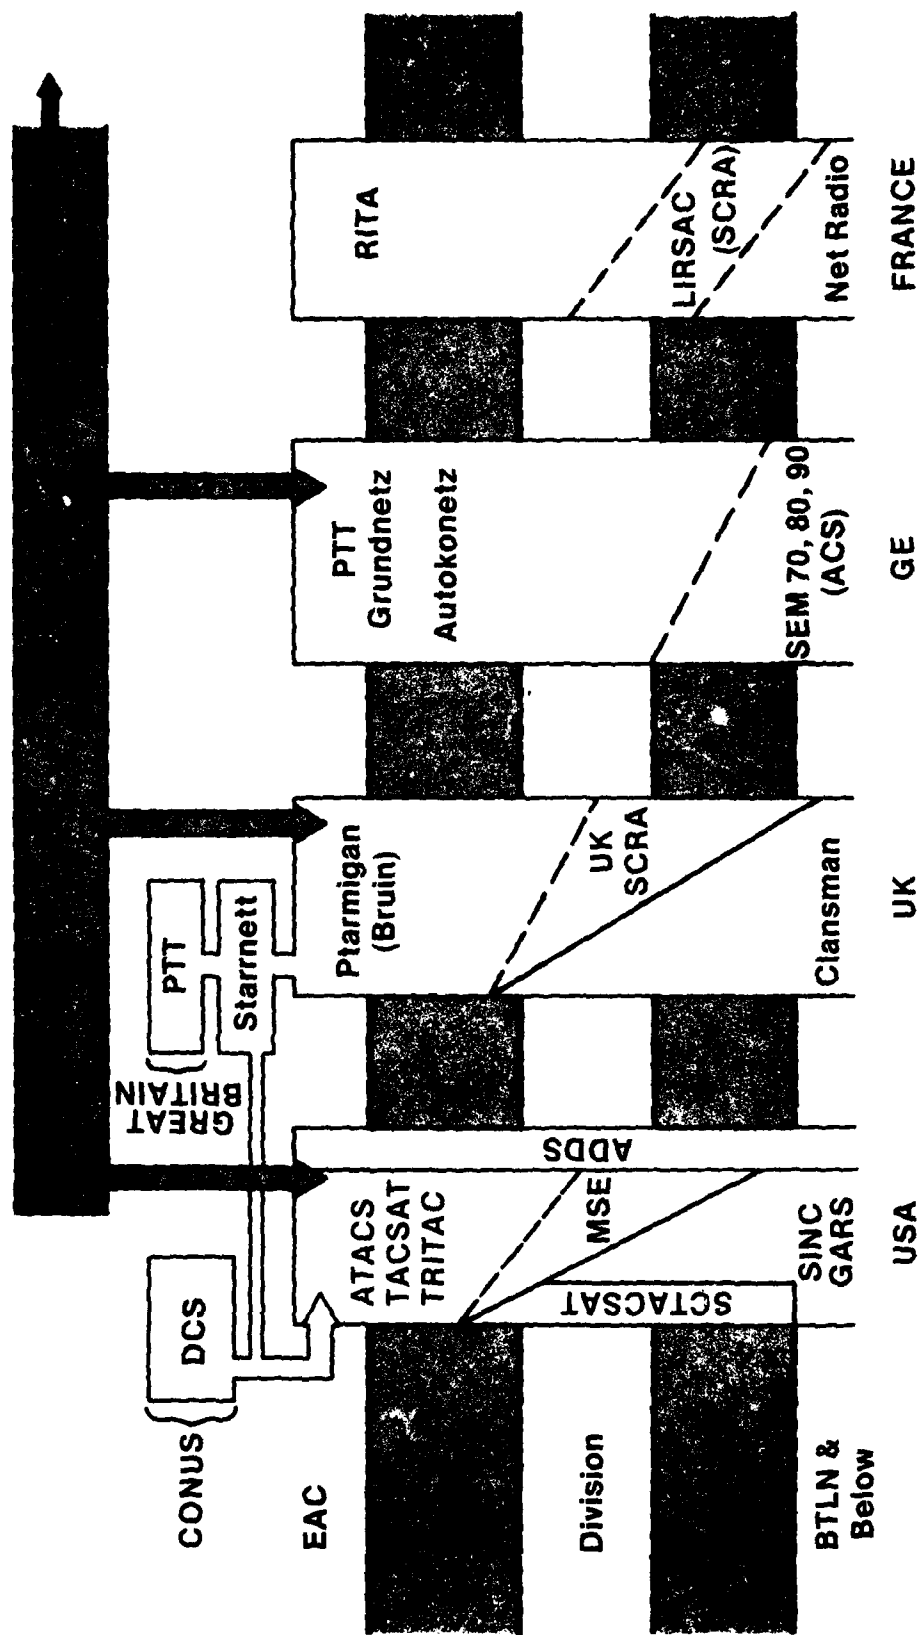 CONUS
DCS
GREAT
BRITAIN
PTT
Starrnett
EAC
Division
BTLN &
Below
ATACS
TACSAT
TRITAC
MSE
SCTACSAT
ADDS
SINC
GARS
USA
Ptarmigan
(Bruin)
UK
SCRA
Clansman
UK
PTT
Grundnetz
Autokonetz
SEM 70, 80, 90
(ACS)
GE
RITA
LIRSAC
(SCRA)
Net Radio
FRANCE